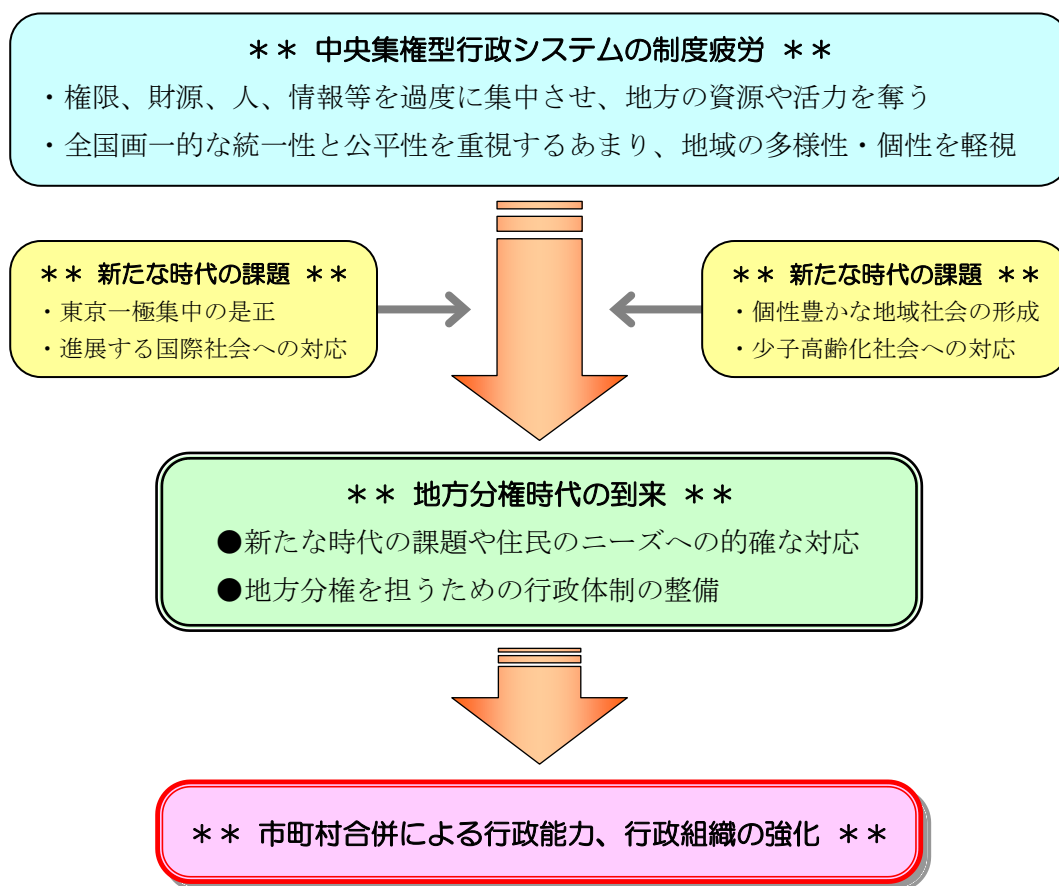 ＊＊ 中央集権型行政システムの制度疲労 ＊＊
・権限、財源、人、情報等を過度に集中させ、地方の資源や活力を奪う
・全国画一的な統一性と公平性を重視するあまり、地域の多様性・個性を軽視
＊＊ 新たな時代の課題 ＊＊
・東京一極集中の是正
・進展する国際社会への対応
＊＊ 新たな時代の課題 ＊＊
・個性豊かな地域社会の形成
・少子高齢化社会への対応
＊＊ 地方分権時代の到来 ＊＊
●新たな時代の課題や住民のニーズへの的確な対応
●地方分権を担うための行政体制の整備
＊＊ 市町村合併による行政能力、行政組織の強化 ＊＊